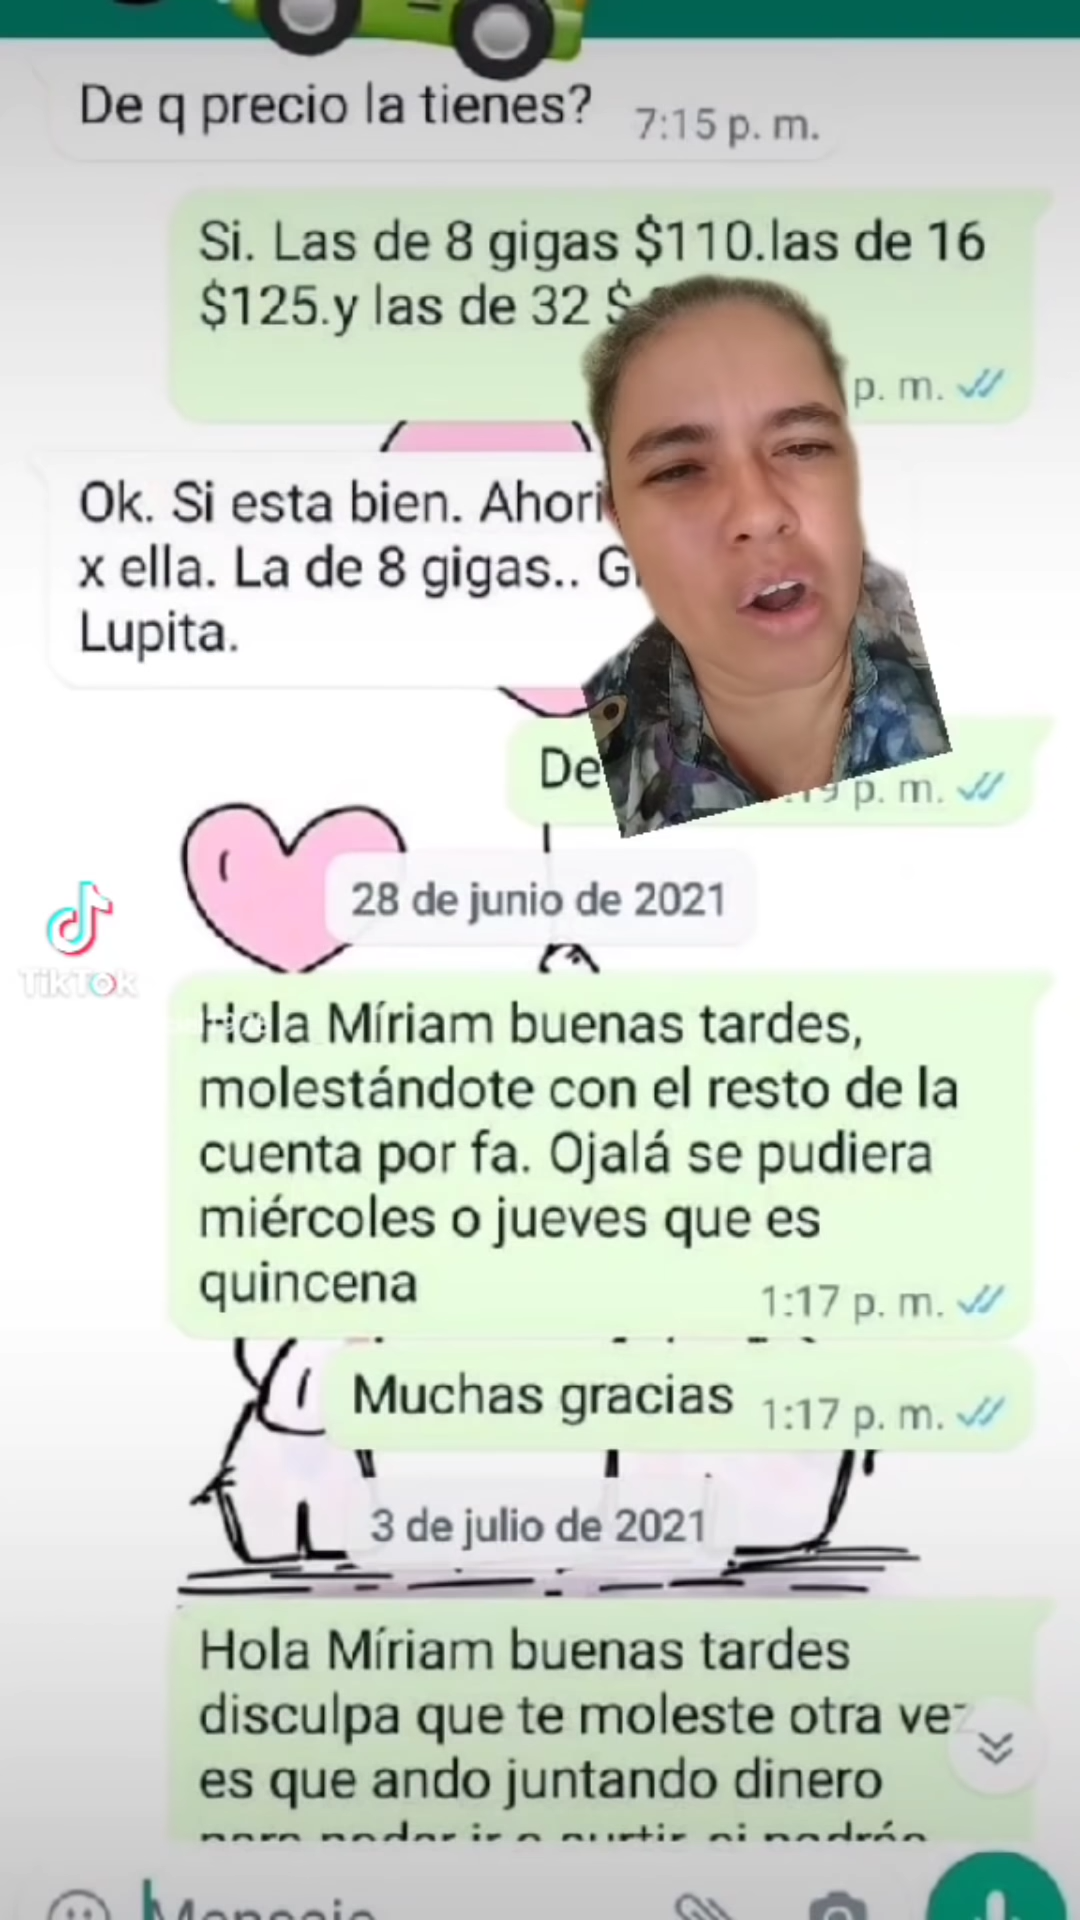 De q precio la tienes? 7:15 p. m.
Si. Las de 8 gigas $110.las de 16
$125.y las de 32 $
p. m.
Ok. Si esta bien.
x ella. La de 8 gigas..
Lupita.
p. m.
28 de junio de 2021
TikTok
Hola Míriam buenas tardes,
molestándote con el resto de la
cuenta por fa. Ojalá se pudiera
miércoles o jueves que es
quincena 1:17 p. m.
Muchas gracias 1:17 p. m.
3 de julio de 2021
Hola Míriam buenas tardes
disculpa que te moleste otra vez
es que ando juntando dinero
Mensaje